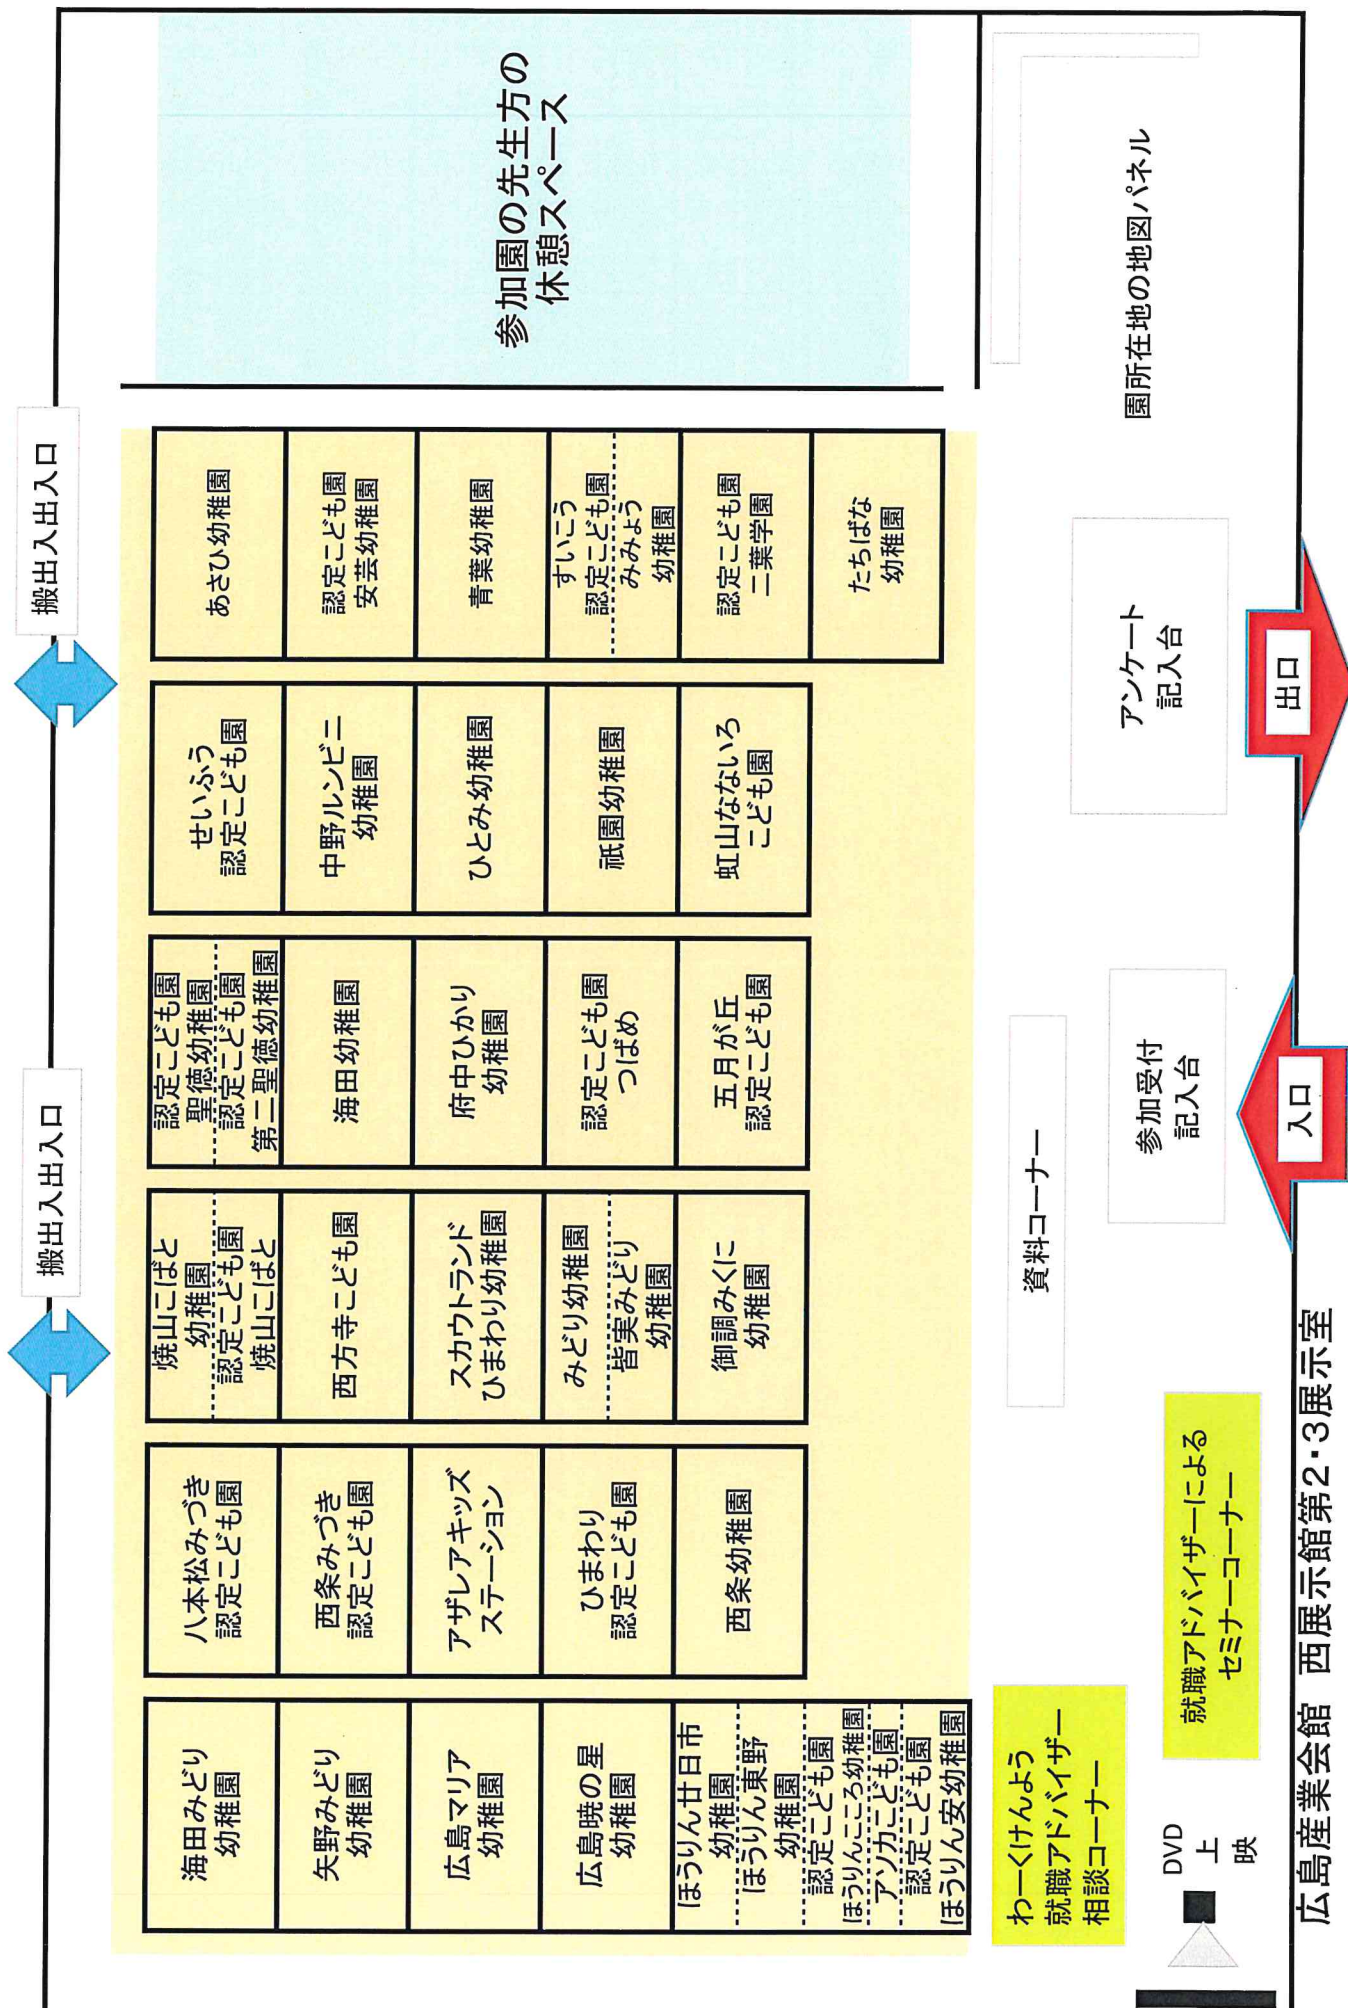 搬出入出入口
搬出入出入口
海田みどり
幼稚園
矢野みどり
幼稚園
広島マリア
幼稚園
広島暁の星
幼稚園
ほうりん廿日市
幼稚園
ほうりん東野
幼稚園
認定こども園
ほうりんこころ幼稚園
アソカこども園
認定こども園
ほうりん安幼稚園
八本松みづき
認定こども園
西条みづき
認定こども園
アザレアキッズ
ステーション
ひまわり
認定こども園
西条幼稚園
焼山こばと
幼稚園
認定こども園
焼山こばと
西方寺こども園
スカウトランド
ひまわり幼稚園
みどり幼稚園
皆実みどり
幼稚園
御調みくに
幼稚園
認定こども園
聖徳幼稚園
認定こども園
第二聖徳幼稚園
海田幼稚園
府中ひかり
幼稚園
認定こども園
つばめ
五月が丘
認定こども園
せいふう
認定こども園
中野ルンビニ
幼稚園
ひとみ幼稚園
祇園幼稚園
虹山なないろ
こども園
あさひ幼稚園
認定こども園
安芸幼稚園
青葉幼稚園
すいこう
認定こども園
みみょう
幼稚園
認定こども園
二葉学園
たちばな
幼稚園
参加園の先生方の
休憩スペース
わーくけんよう
就職アドバイザー
相談コーナー
資料コーナー
園所在地の地図パネル
DVD
上
映
就職アドバイザーによる
セミナーコーナー
参加受付
記入台
アンケート
記入台
入口
出口
広島産業会館 西展示館第2・3展示室